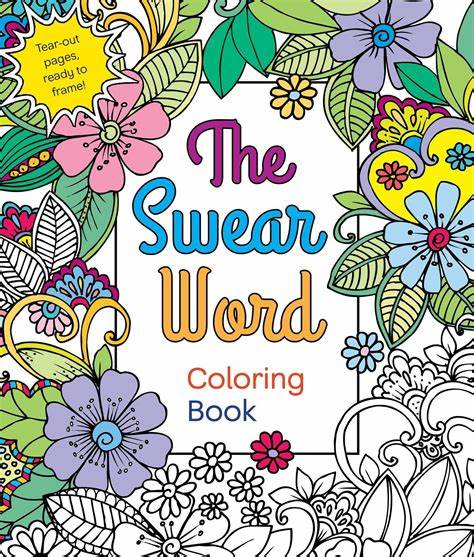 Tear-out
pages,
ready to
frame!
The
Swear
Word
Coloring
Book